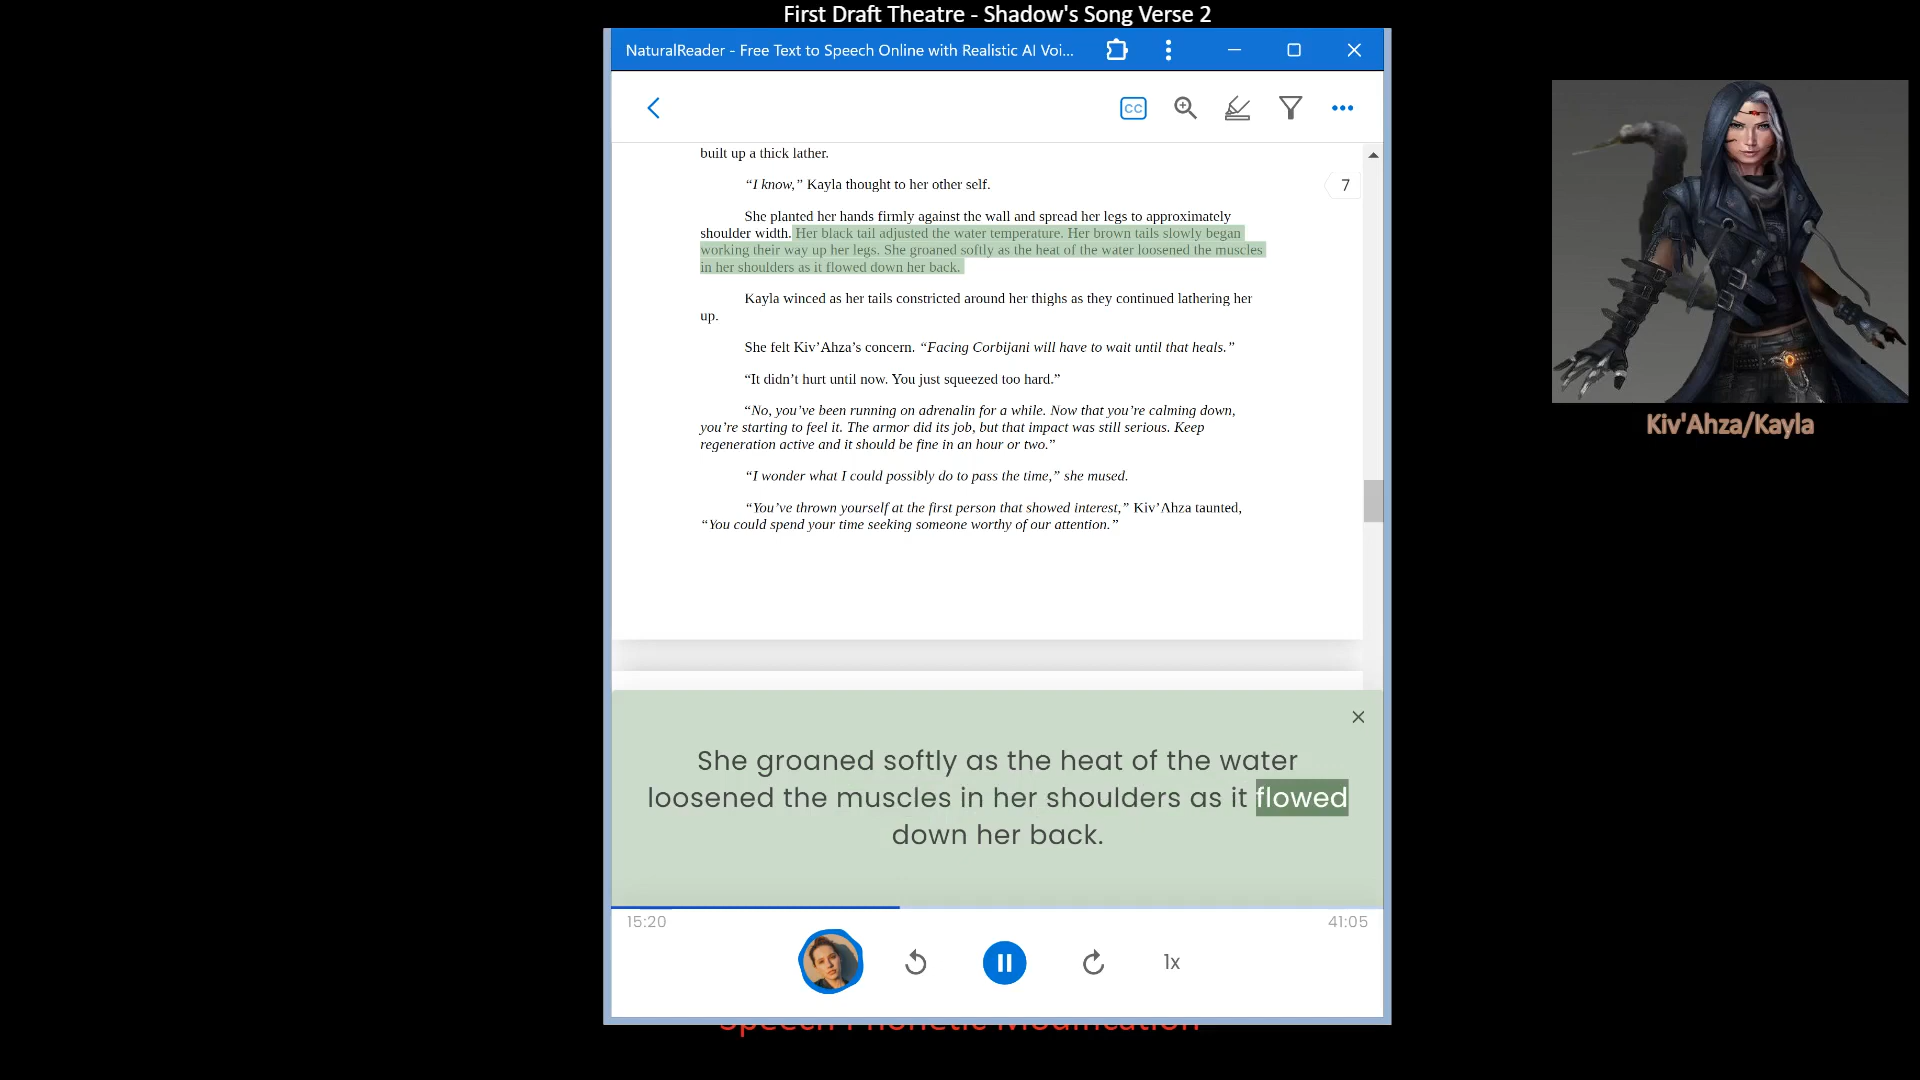 First Draft Theatre - Shadow's Song Verse 2
NaturalReader - Free Text to Speech Online with Realistic AI Voi...
CC
built up a thick lather.
“I know,” Kayla thought to her other self.
7
She planted her hands firmly against the wall and spread her legs to approximately
shoulder width. Her black tail adjusted the water temperature. Her brown tails slowly began
working their way up her legs. She groaned softly as the heat of the water loosened the muscles
in her shoulders as it flowed down her back.
Kayla winced as her tails constricted around her thighs as they continued lathering her
up.
She felt Kiv’Ahza’s concern. “Facing Corbijani will have to wait until that heals.”
“It didn’t hurt until now. You just squeezed too hard.”
“No, you’ve been running on adrenalin for a while. Now that you’re calming down,
you’re starting to feel it. The armor did its job, but that impact was still serious. Keep
regeneration active and it should be fine in an hour or two.”
“I wonder what I could possibly do to pass the time,” she mused.
“You’ve thrown yourself at the first person that showed interest,” Kiv’Ahza taunted,
“You could spend your time seeking someone worthy of our attention.”
Kiv'Ahza/Kayla
She groaned softly as the heat of the water
loosened the muscles in her shoulders as it flowed
down her back.
15:20
41:05
1x
Speech Phonetic Modification